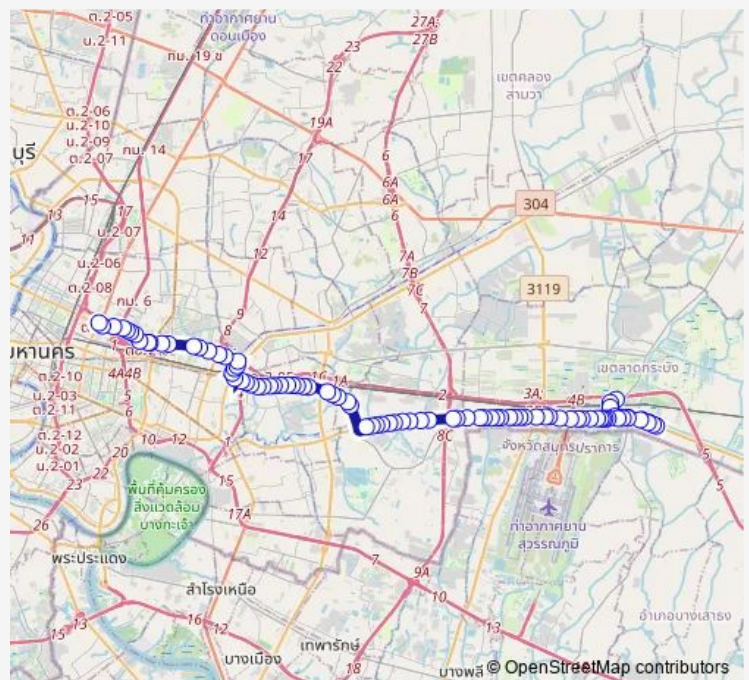 ต.2-05
น.2-11
กม. 19 ข
ท่าอากาศยาน
ดอนเมือง
27A;
27B
23
22
เขตคลอง
สามวา
ต.2-06
น.2-10
น.2-09
ต.2-07
กม. 14
19A
17
6
บุรี
15
13
11
17
น.2-07
14
6A
6A
6
304
น.2-06
ต.2-08
กม. 6
12
7A
7B
7C
7
3119
9
8
มหานคร
4A4B
1A
2
3A;
4B
เขตลาดกระบัง
ต.2-10
น.2-03
ต.2-11
5
6
10
12
1
8C
จังหวัดสมุทรปราการ
ต.2-12
น.2-02
น.2-01
20
22
23
26
15
17A
พื้นที่คุ้มครอง
สิ่งแวดล้อม
บางกะเจ้า
ท่าอากาศยาน
สุวรรณภูมิ
5
5
พระประแดง
7
9A
10
13
สำโรงเหนือ
อำเภอบางเสาธง
15
13
16
12
เทพารักษ์
บางเมือง
18
บางพลี
© OpenStreetMap contributors